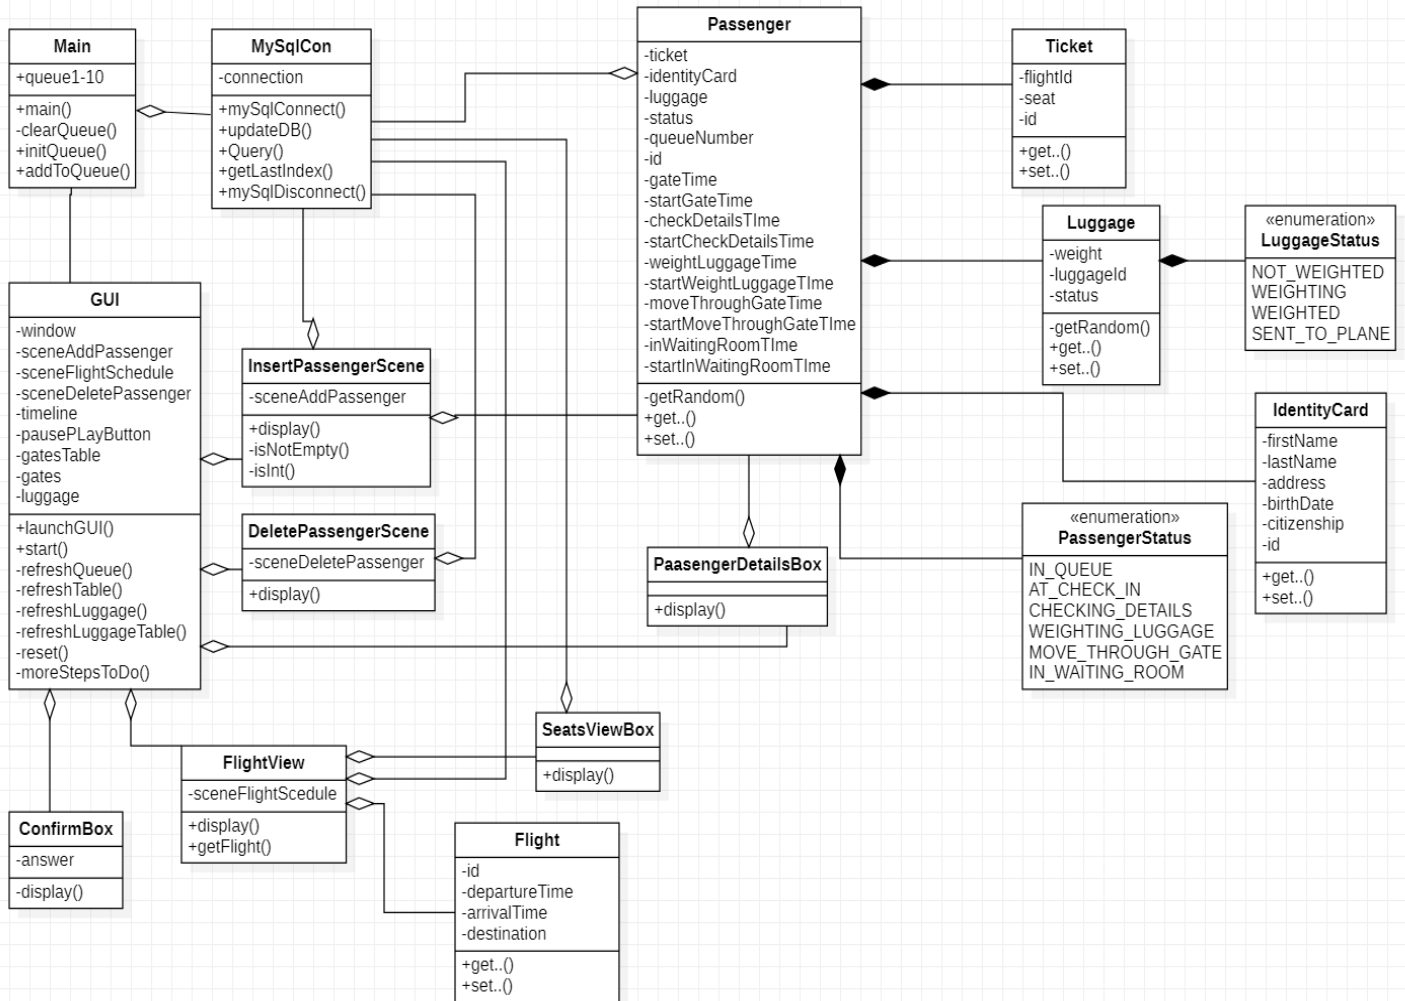 Main
+queue1-10
+main()
-clearQueue()
+initQueue()
+addToQueue()
MySqlCon
-connection
+mySqlConnect()
+updateDB()
+Query()
+getLastIndex()
+mySqlDisconnect()
Passenger
-ticket
-identityCard
-luggage
-status
-queueNumber
-id
-gateTime
-startGateTime
-checkDetailsTIme
-startCheckDetailsTime
-weightLuggageTime
-startWeightLuggageTIme
-moveThroughGateTime
-startMoveThroughGateTIme
-inWaitingRoomTIme
-startInWaitingRoomTIme
-getRandom()
+get..()
+set..()
Ticket
-flightId
-seat
-id
+get..()
+set..()
Luggage
-weight
-luggageId
-status
-getRandom()
+get..()
+set..()
«enumeration»
LuggageStatus
NOT_WEIGHTED
WEIGHTING
WEIGHTED
SENT_TO_PLANE
GUI
-window
-sceneAddPassenger
-sceneFlightSchedule
-sceneDeletePassenger
-timeline
-pausePLayButton
-gatesTable
-gates
-luggage
+launchGUI()
+start()
-refreshQueue()
-refreshTable()
-refreshLuggage()
-refreshLuggageTable()
-reset()
-moreStepsToDo()
InsertPassengerScene
-sceneAddPassenger
+display()
-isNotEmpty()
-isInt()
DeletePassengerScene
-sceneDeletePassenger
+display()
PaasengerDetailsBox
+display()
IdentityCard
-firstName
-lastName
-address
-birthDate
-citizenship
-id
+get..()
+set..()
«enumeration»
PassengerStatus
IN_QUEUE
AT_CHECK_IN
CHECKING_DETAILS
WEIGHTING_LUGGAGE
MOVE_THROUGH_GATE
IN_WAITING_ROOM
SeatsViewBox
+display()
FlightView
-sceneFlightScedule
+display()
+getFlight()
ConfirmBox
-answer
-display()
Flight
-id
-departureTime
-arrivalTime
-destination
+get..()
+set..()